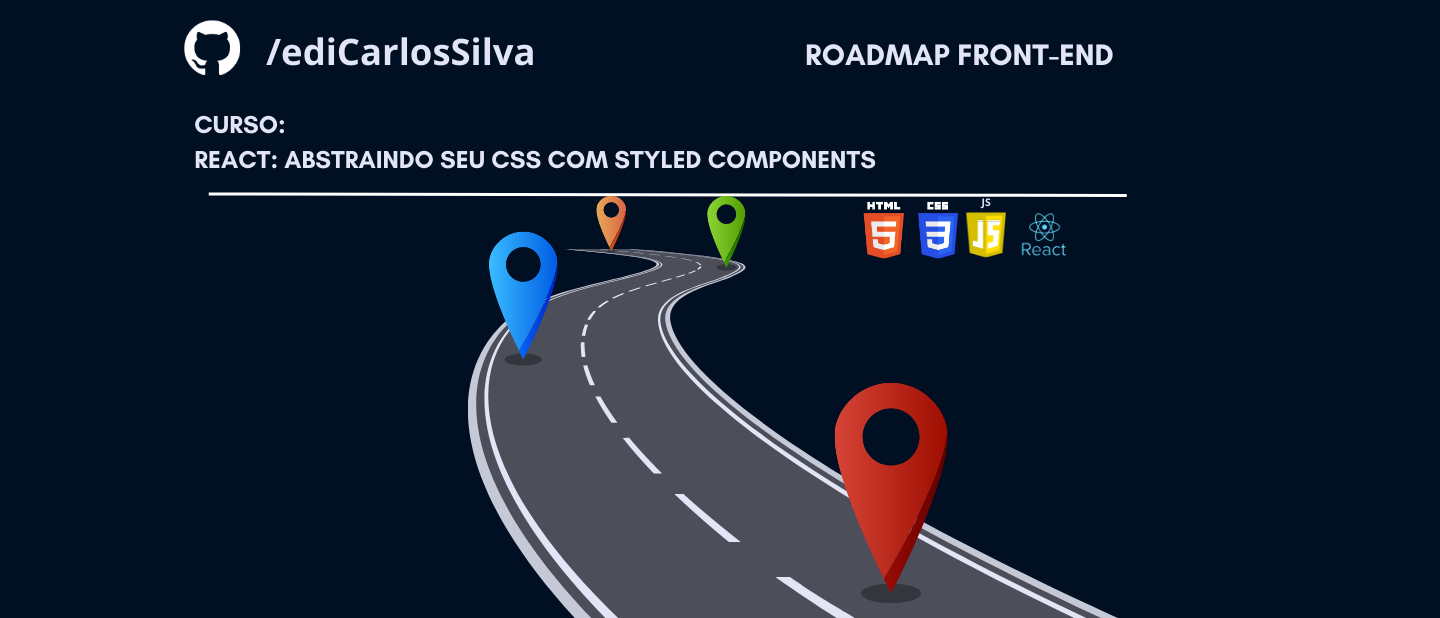 /ediCarlosSilva
ROADMAP FRONT-END
CURSO:
REACT: ABSTRAINDO SEU CSS COM STYLED COMPONENTS
HTML
5
CSS
3
JS
JS
React